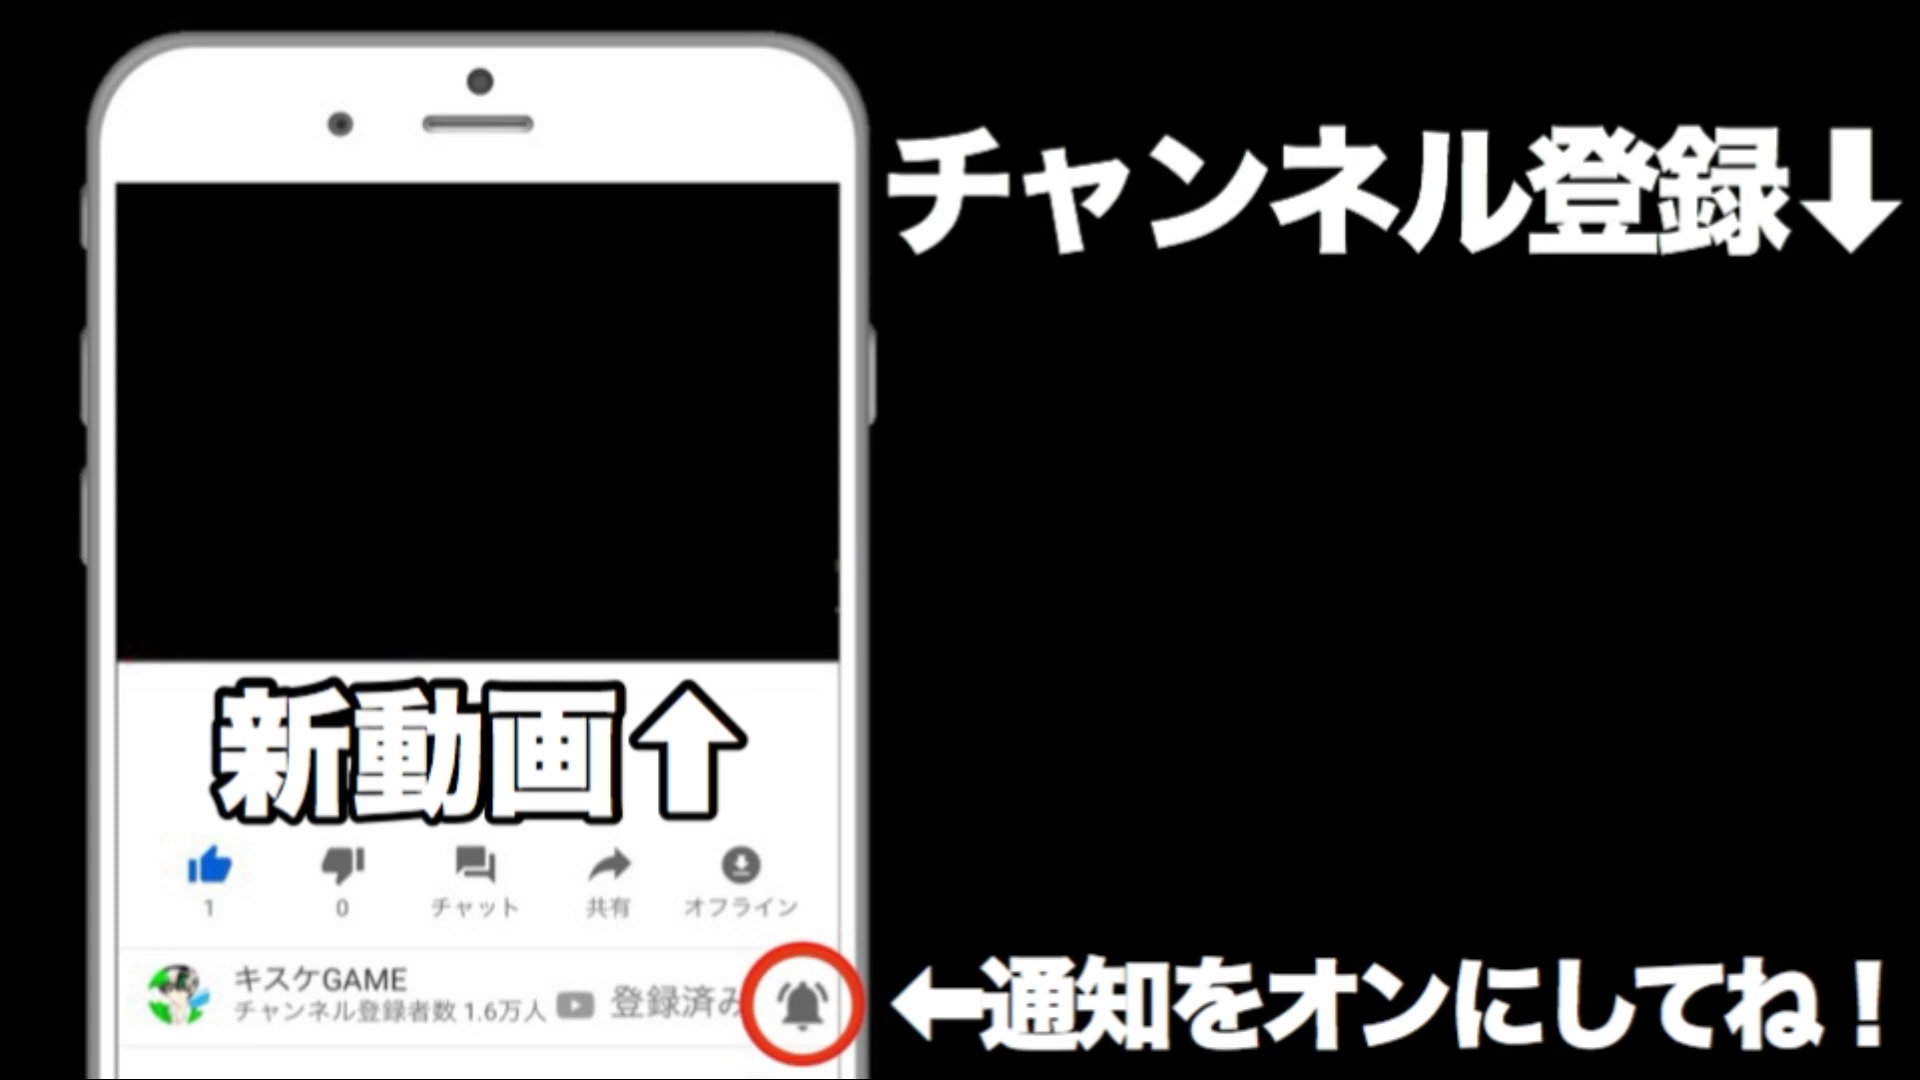 チャンネル登録⬇
新動画↑
1
0
チャット
共有
オフライン
キスケGAME
チャンネル登録者数 1.6万人
登録済み
⬅通知をオンにしてね！